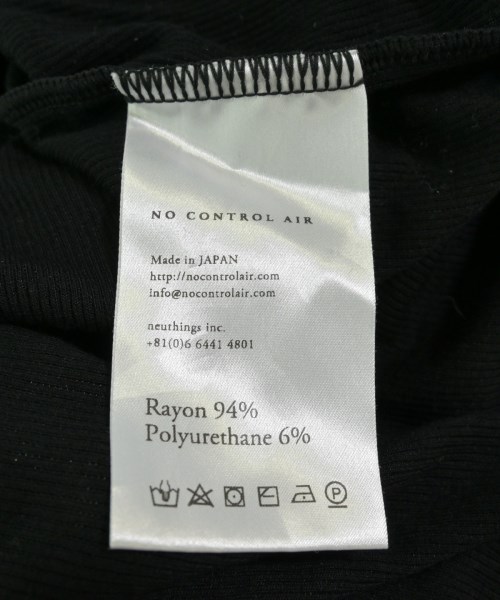 NO CONTROL AIR
Made in JAPAN
http://nocontrolair.com
info@nocontrolair.com
neuthings inc.
+81(0)6 6441 4801
Rayon 94%
Polyurethane 6%
P